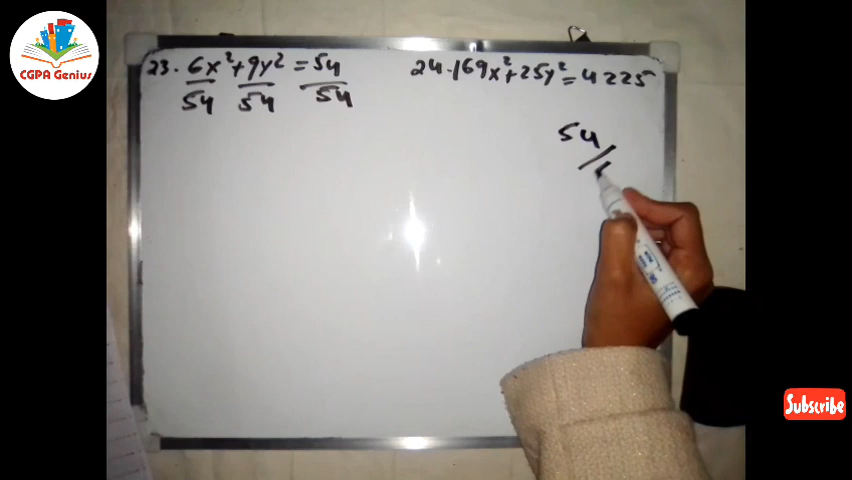 CGPA Genius
23. 6x²+9y² = 54
54 54 54
24. 169x²+25y² = 4225
54
Subscribe